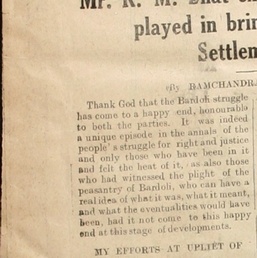 Mr. R. M. Bhat
played in brin
Settlem
(By RAMCHANDRA
Thank God that the Bardoli struggle
has come to a happy end, honourable
to both the parties. It was indeed
a unique episode in the annals of the
people's struggle for right and justice
and only those who have been in it
and felt the heat of it, as also those
who had witnessed the plight of the
peasantry of Bardoli, who can have a
real idea of what it was, what it meant,
and what the eventualities would have
been, had it not come to this happy
end at this stage of developments.
MY EFFORTS AT UPLIFT OF